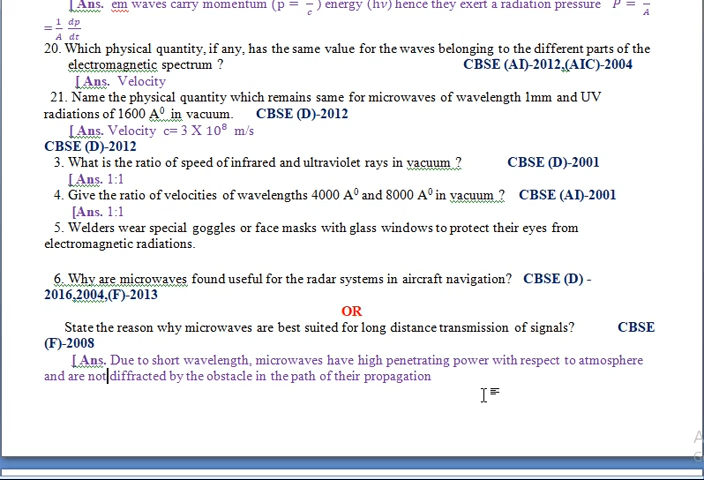 [ Ans. em waves carry momentum (p = — / c ) energy (hν) hence they exert a radiation pressure P = — / A
= 1/A dp/dt
20. Which physical quantity, if any, has the same value for the waves belonging to the different parts of the
electromagnetic spectrum ? CBSE (AI)-2012,(AIC)-2004
[ Ans. Velocity
21. Name the physical quantity which remains same for microwaves of wavelength 1mm and UV
radiations of 1600 A⁰ in vacuum. CBSE (D)-2012
[ Ans. Velocity c= 3 X 10⁸ m/s
CBSE (D)-2012
3. What is the ratio of speed of infrared and ultraviolet rays in vacuum ? CBSE (D)-2001
[ Ans. 1:1
4. Give the ratio of velocities of wavelengths 4000 A⁰ and 8000 A⁰ in vacuum ? CBSE (AI)-2001
[Ans. 1:1
5. Welders wear special goggles or face masks with glass windows to protect their eyes from
electromagnetic radiations.
6. Why are microwaves found useful for the radar systems in aircraft navigation? CBSE (D) -
2016,2004,(F)-2013
OR
State the reason why microwaves are best suited for long distance transmission of signals? CBSE
(F)-2008
[ Ans. Due to short wavelength, microwaves have high penetrating power with respect to atmosphere
and are not diffracted by the obstacle in the path of their propagation